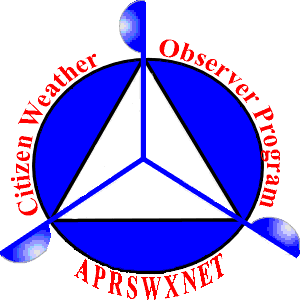 Citizen Weather
Observer Program
APRSWXNET